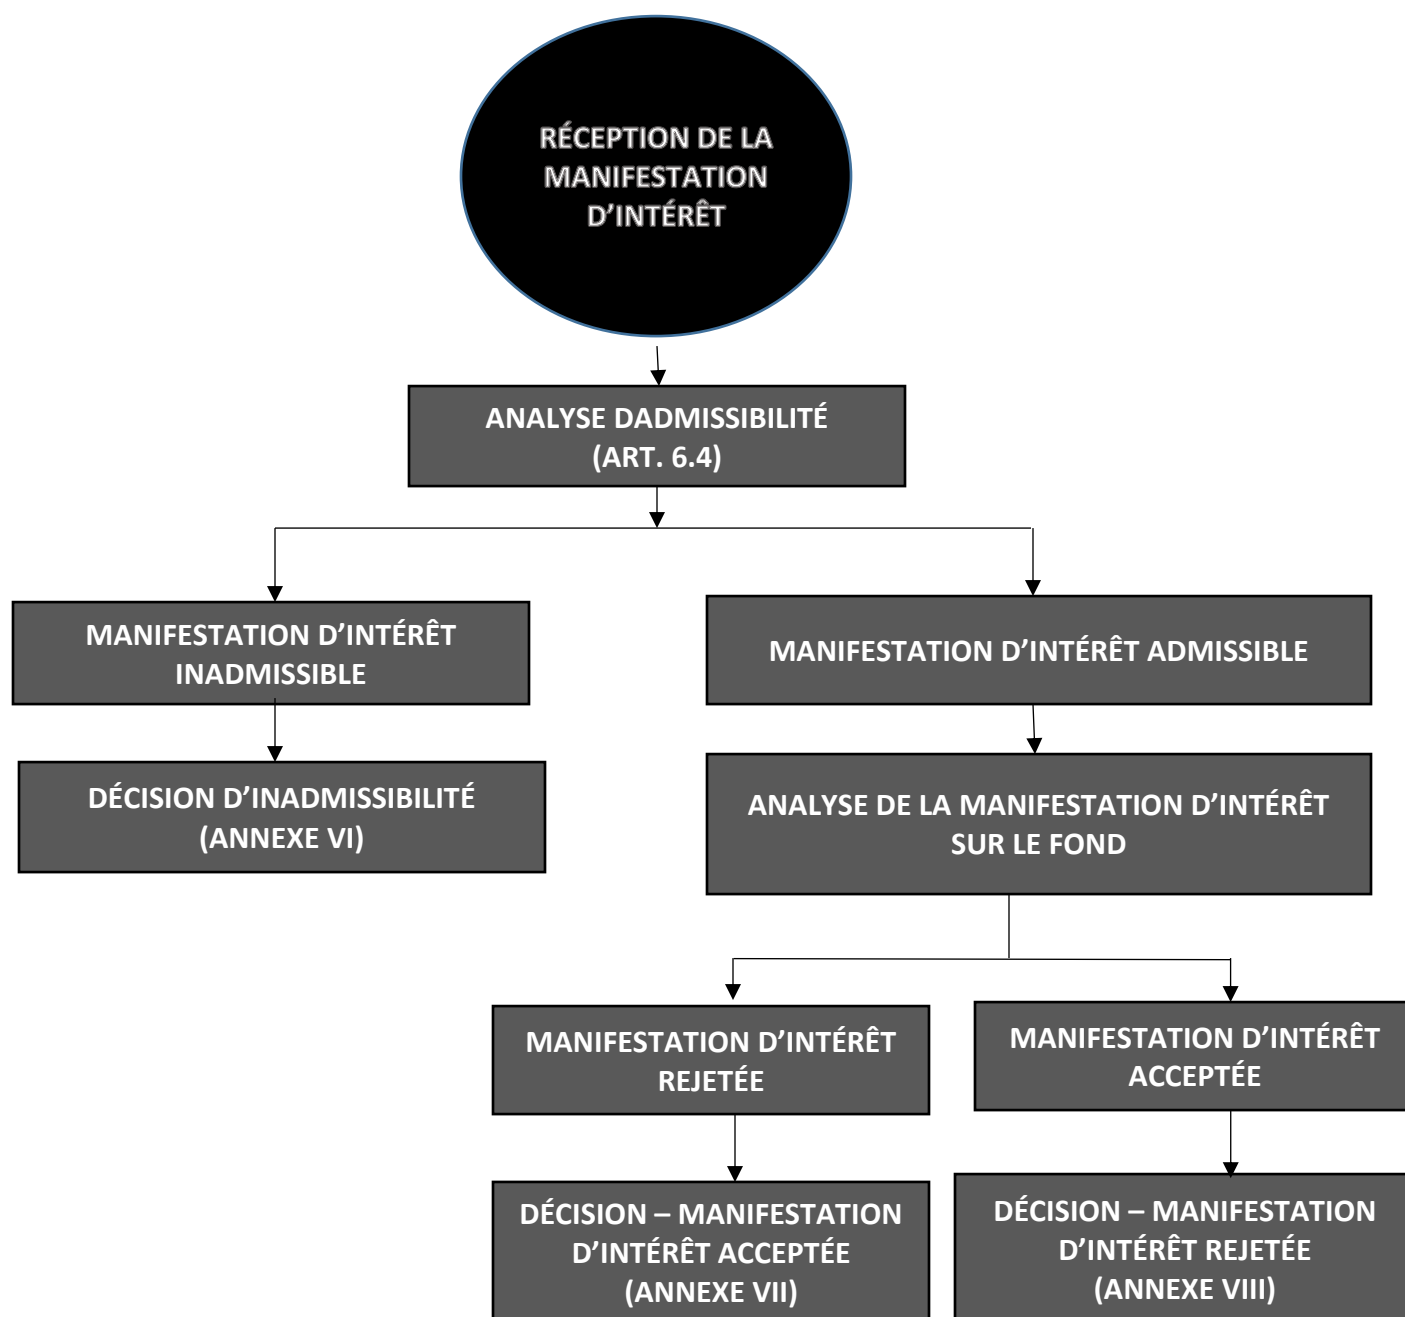 RÉCEPTION DE LA
MANIFESTATION
D’INTÉRÊT
ANALYSE DADMISSIBILITÉ
(ART. 6.4)
MANIFESTATION D’INTÉRÊT
INADMISSIBLE
MANIFESTATION D’INTÉRÊT ADMISSIBLE
DÉCISION D’INADMISSIBILITÉ
(ANNEXE VI)
ANALYSE DE LA MANIFESTATION D’INTÉRÊT
SUR LE FOND
MANIFESTATION D’INTÉRÊT
REJETÉE
MANIFESTATION D’INTÉRÊT
ACCEPTÉE
DÉCISION – MANIFESTATION
D’INTÉRÊT ACCEPTÉE
(ANNEXE VII)
DÉCISION – MANIFESTATION
D’INTÉRÊT REJETÉE
(ANNEXE VIII)